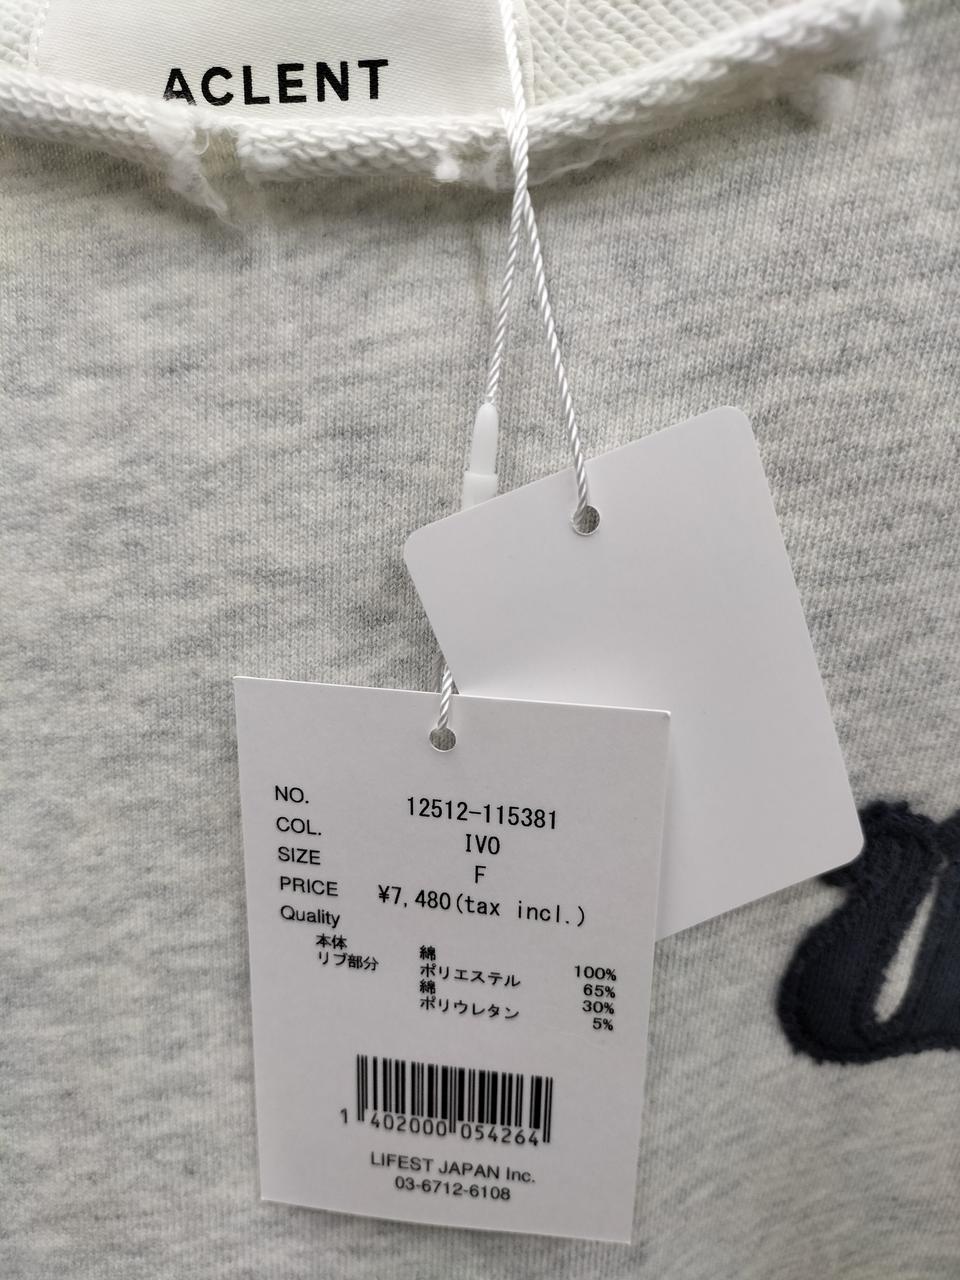 ACLENT
NO. 12512-115381
COL. IVO
SIZE F
PRICE ¥7,480(tax incl.)
Quality
本体 綿 100%
リブ部分 ポリエステル 65%
綿 30%
ポリウレタン 5%
1 402000 054264
LIFEST JAPAN Inc.
03-6712-6108